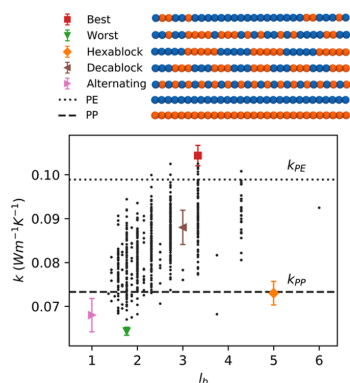 Best
Worst
Hexablock
Decablock
Alternating
PE
PP
k (Wm⁻¹K⁻¹)
0.10
0.09
0.08
0.07
k_PE
k_PP
1 2 3 4 5 6
l_b